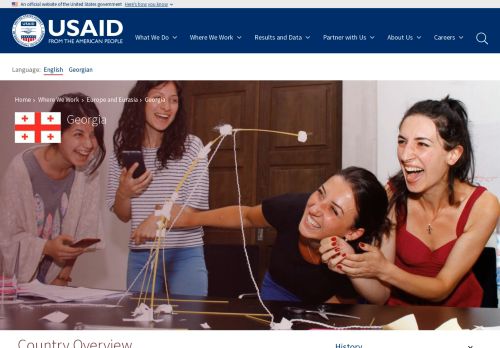 An official website of the United States government Here's how you know
USAID
FROM THE AMERICAN PEOPLE
What We Do
Where We Work
Results and Data
Partner with Us
About Us
Careers
Language: English Georgian
Home › Where We Work › Europe and Eurasia › Georgia
Georgia
Country Overview
History